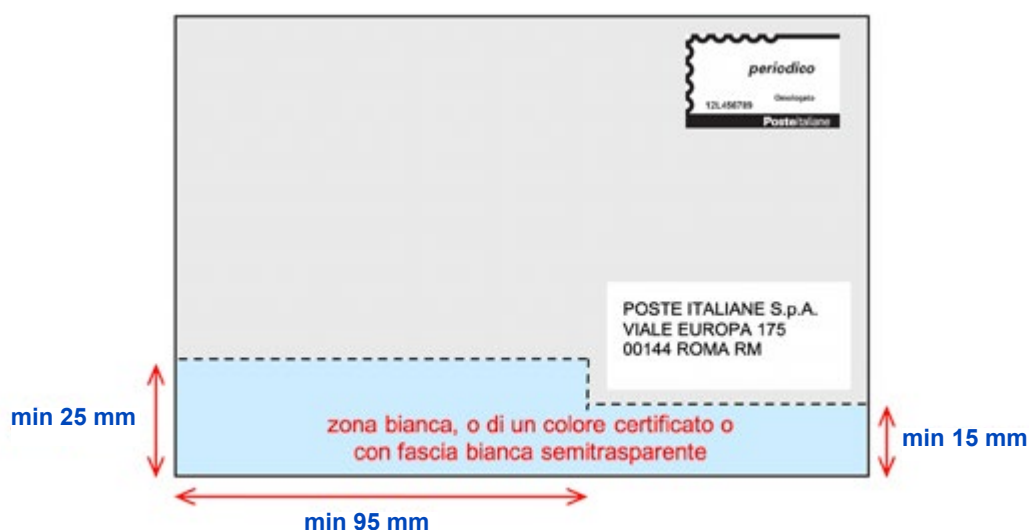 periodico
Omologato
12L456789
Posteitaliane
POSTE ITALIANE S.p.A.
VIALE EUROPA 175
00144 ROMA RM
min 25 mm
zona bianca, o di un colore certificato o
con fascia bianca semitrasparente
min 15 mm
min 95 mm